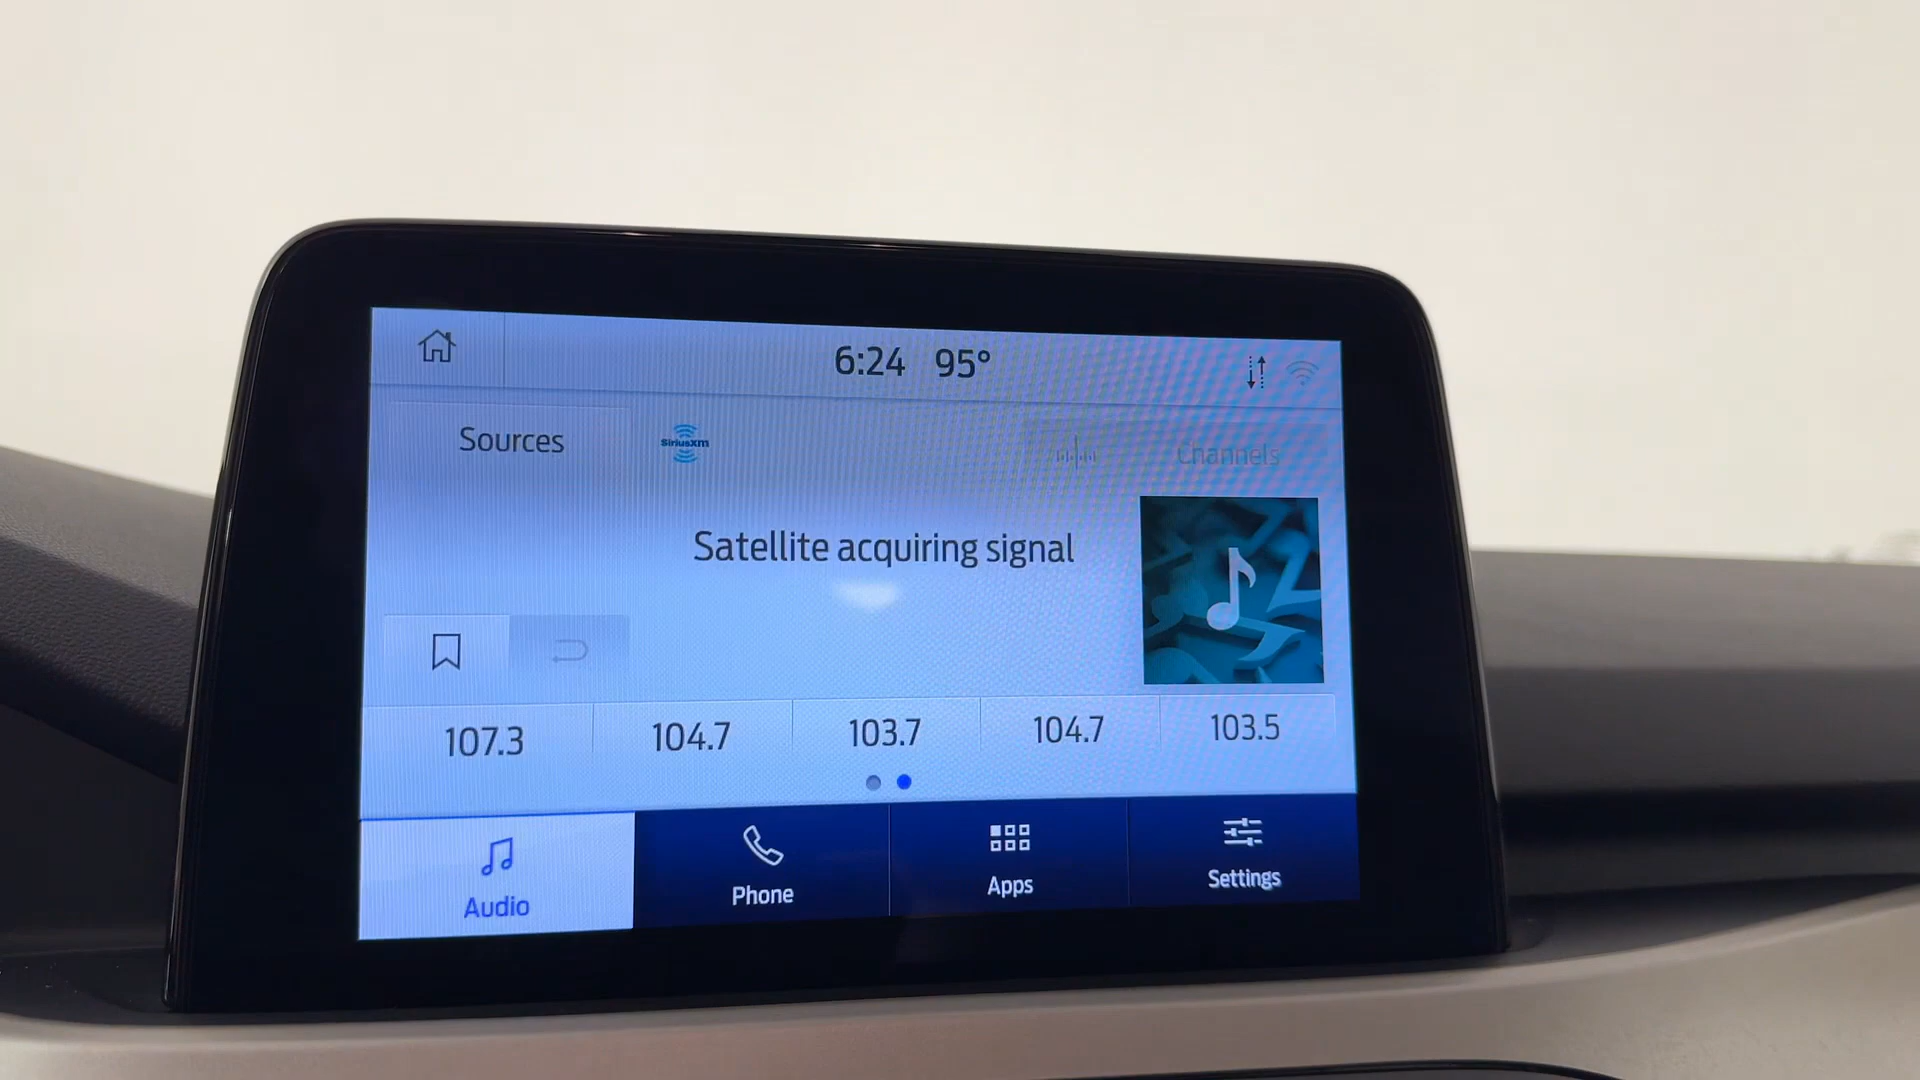 6:24 95°
Sources
SiriusXM
Channels
Satellite acquiring signal
107.3
104.7
103.7
104.7
103.5
Audio
Phone
Apps
Settings